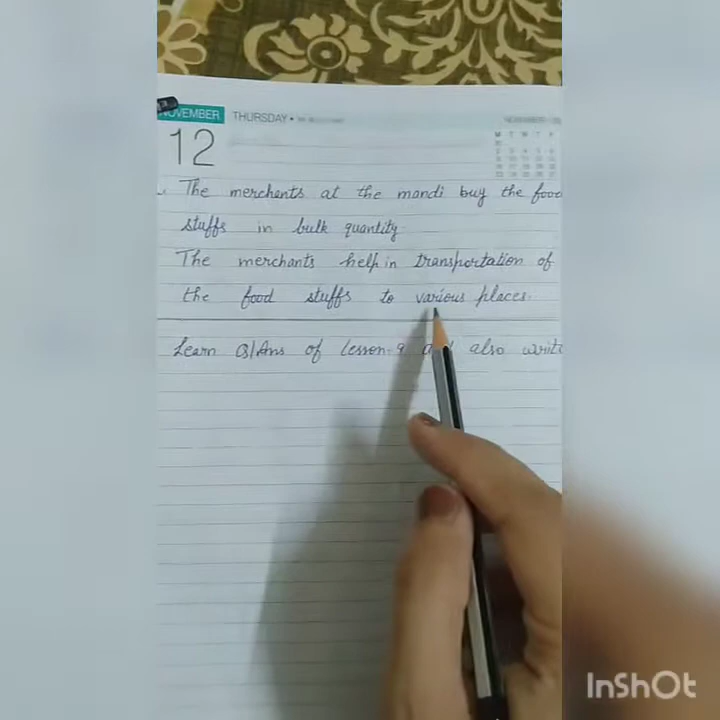 NOVEMBER THURSDAY •
12
The merchants at the mandi buy the food
stuffs in bulk quantity.
The merchants help in transportation of
the food stuffs to various places.
Learn Q/Ans of lesson-9 and also write
InShOt